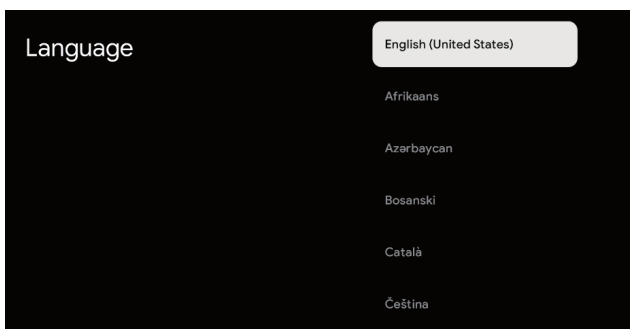 Language
English (United States)
Afrikaans
Azərbaycan
Bosanski
Català
Čeština